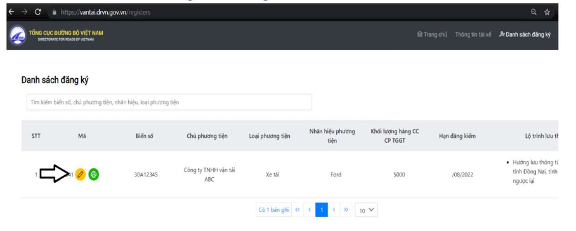 https://vantai.drvn.gov.vn/registers
TỔNG CỤC ĐƯỜNG BỘ VIỆT NAM
DIRECTORATE FOR ROADS OF VIETNAM
Trang chủ Thông tin tài xế Danh sách đăng ký
Danh sách đăng ký
Tìm kiếm biển số, chủ phương tiện, nhãn hiệu, loại phương tiện
STT Mã Biển số Chủ phương tiện Loại phương tiện Nhãn hiệu phương tiện Khối lượng hàng CC CP TGGT Hạn đăng kiểm Lộ trình lưu th
1 30A12345 Công ty TNHH vận tải ABC Xe tải Ford 5000 /08/2022
Hướng lưu thông từ
tỉnh Đồng Nai, tỉnh
ngược lại
Có 1 bản ghi « ‹ 1 › » 10